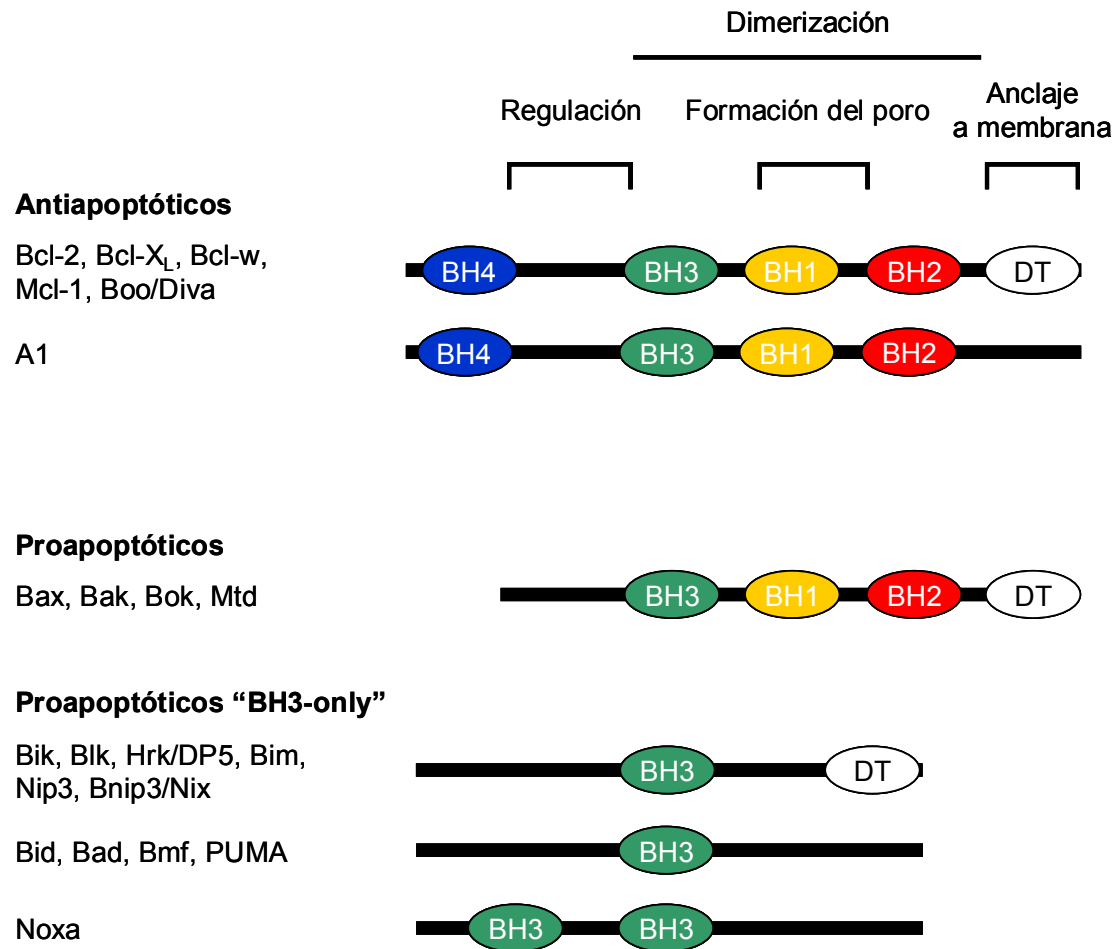 Dimerización
Regulación
Formación del poro
Anclaje
a membrana
Antiapoptóticos
Bcl-2, Bcl-XL, Bcl-w,
Mcl-1, Boo/Diva
BH4 BH3 BH1 BH2 DT
A1
BH4 BH3 BH1 BH2
Proapoptóticos
Bax, Bak, Bok, Mtd
BH3 BH1 BH2 DT
Proapoptóticos “BH3-only”
Bik, Blk, Hrk/DP5, Bim,
Nip3, Bnip3/Nix
BH3 DT
Bid, Bad, Bmf, PUMA
BH3
Noxa
BH3 BH3